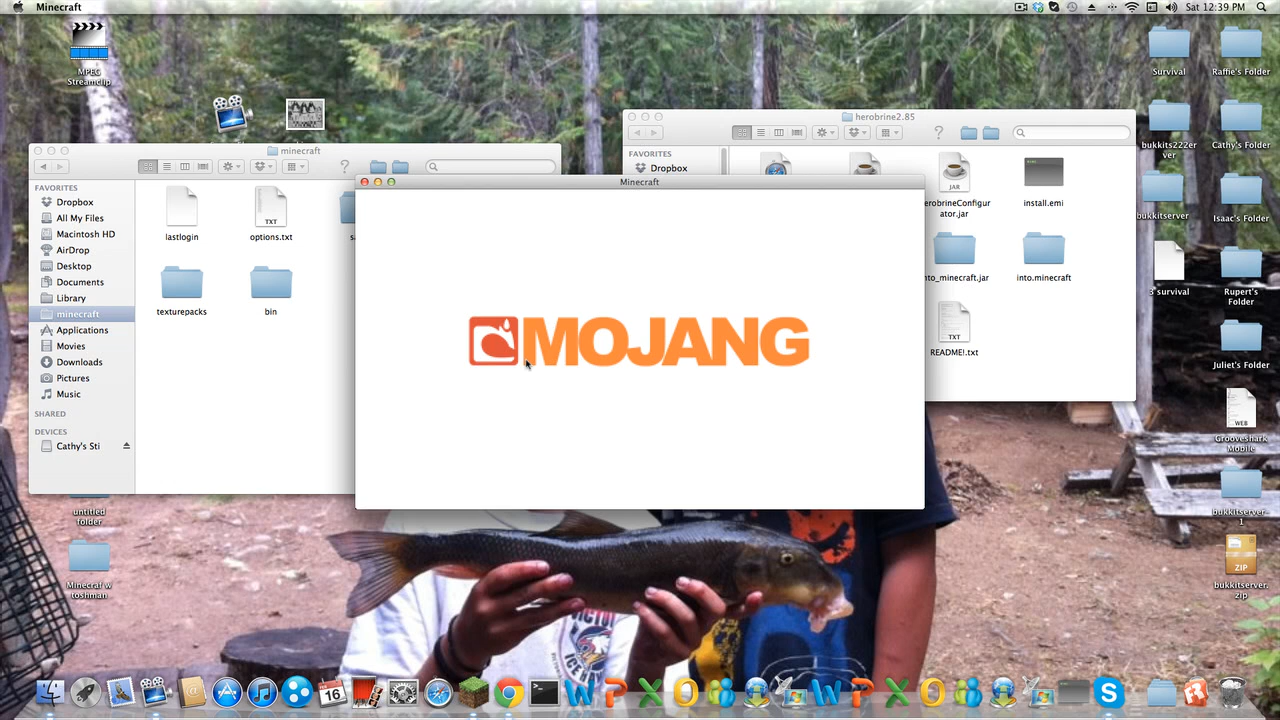 Minecraft
Sat 12:39 PM
MPEG
Streamclip
Survival
Raffie's Folder
bukkits222er
ver
Cathy's Folder
bukkitserver
Isaac's Folder
3 survival
Rupert's
Folder
Juliet's Folder
WEB
Grooveshark
Mobile
bukkitserver-
1
ZIP
bukkitserver.
zip
minecraft
FAVORITES
Dropbox
All My Files
Macintosh HD
AirDrop
Desktop
Documents
Library
minecraft
Applications
Movies
Downloads
Pictures
Music
SHARED
DEVICES
Cathy's Sti
lastlogin
TXT
options.txt
texturepacks
bin
herobrine2.85
FAVORITES
Dropbox
JAR
erobrineConfigur
ator.jar
install.emi
into_minecraft.jar
into.minecraft
TXT
README!.txt
Minecraft
MOJANG
untitled
folder
Minecraf w
toshman
16